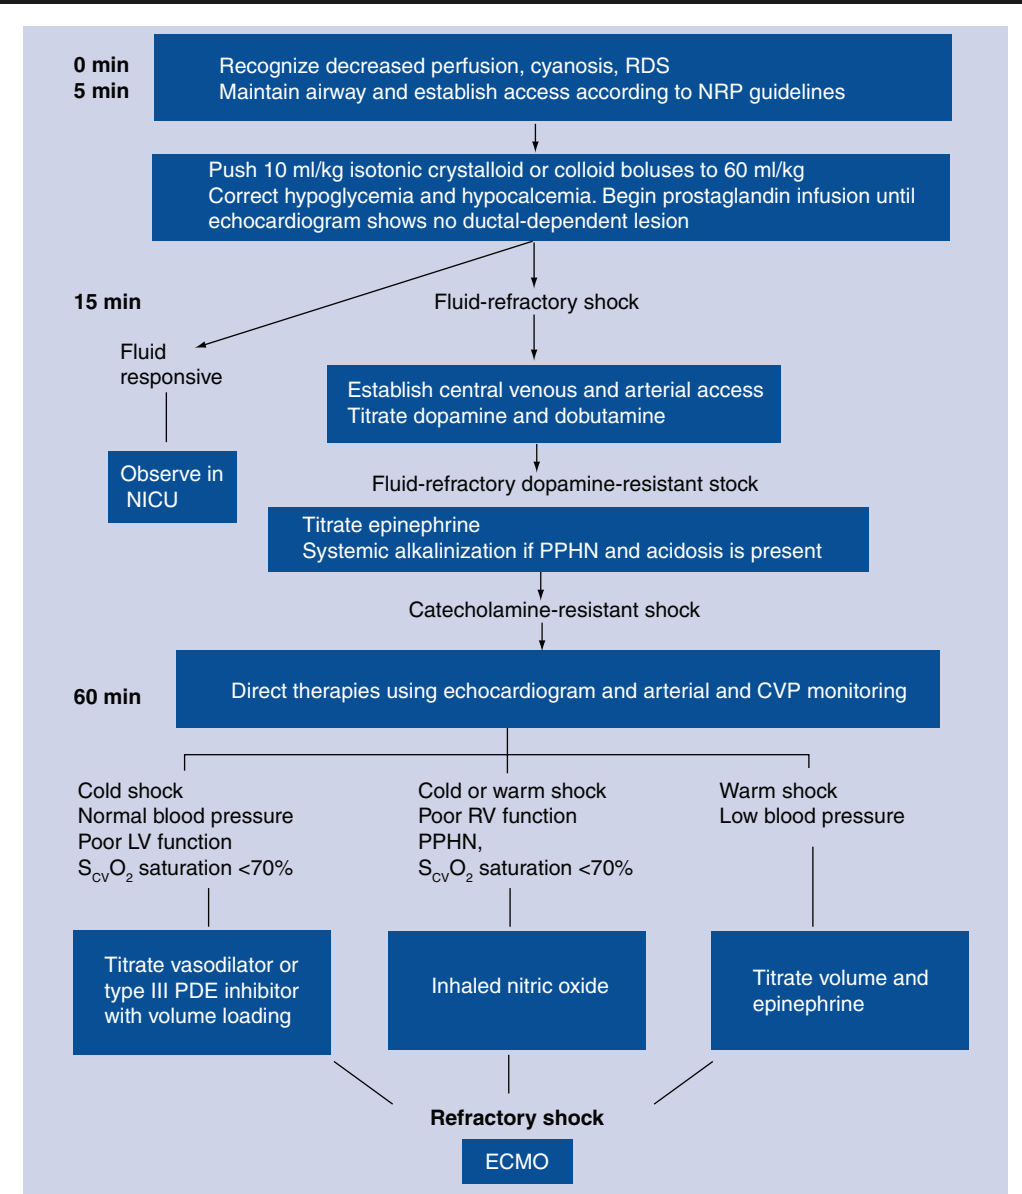 0 min
Recognize decreased perfusion, cyanosis, RDS
5 min
Maintain airway and establish access according to NRP guidelines
Push 10 ml/kg isotonic crystalloid or colloid boluses to 60 ml/kg
Correct hypoglycemia and hypocalcemia. Begin prostaglandin infusion until
echocardiogram shows no ductal-dependent lesion
15 min
Fluid-refractory shock
Fluid
responsive
Establish central venous and arterial access
Titrate dopamine and dobutamine
Observe in
NICU
Fluid-refractory dopamine-resistant stock
Titrate epinephrine
Systemic alkalinization if PPHN and acidosis is present
Catecholamine-resistant shock
60 min
Direct therapies using echocardiogram and arterial and CVP monitoring
Cold shock
Normal blood pressure
Poor LV function
S_CVO₂ saturation <70%
Cold or warm shock
Poor RV function
PPHN,
S_CVO₂ saturation <70%
Warm shock
Low blood pressure
Titrate vasodilator or
type III PDE inhibitor
with volume loading
Inhaled nitric oxide
Titrate volume and
epinephrine
Refractory shock
ECMO